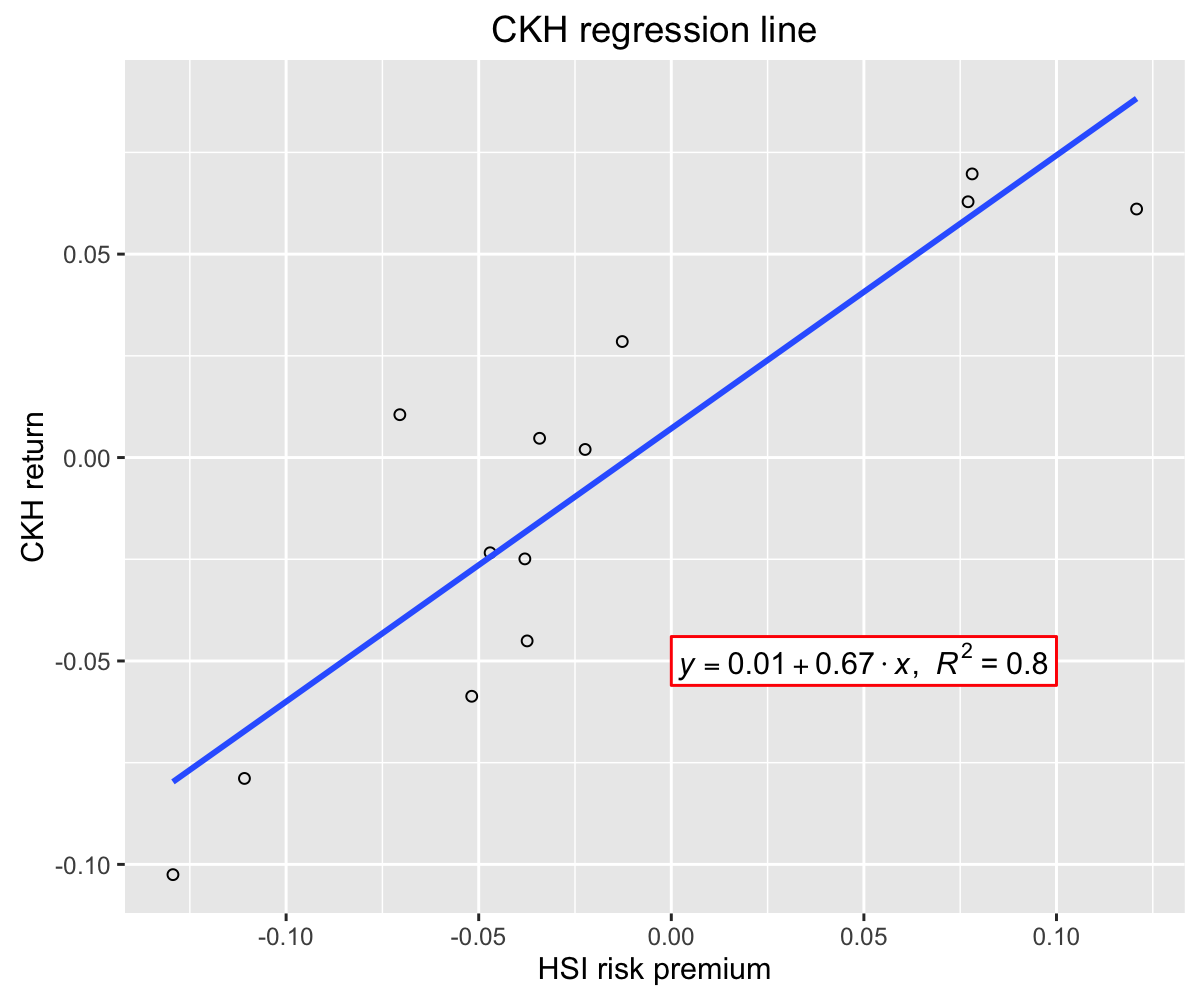 CKH regression line
CKH return
0.05
0.00
-0.05
-0.10
y = 0.01 + 0.67 · x, R² = 0.8
-0.10 -0.05 0.00 0.05 0.10
HSI risk premium